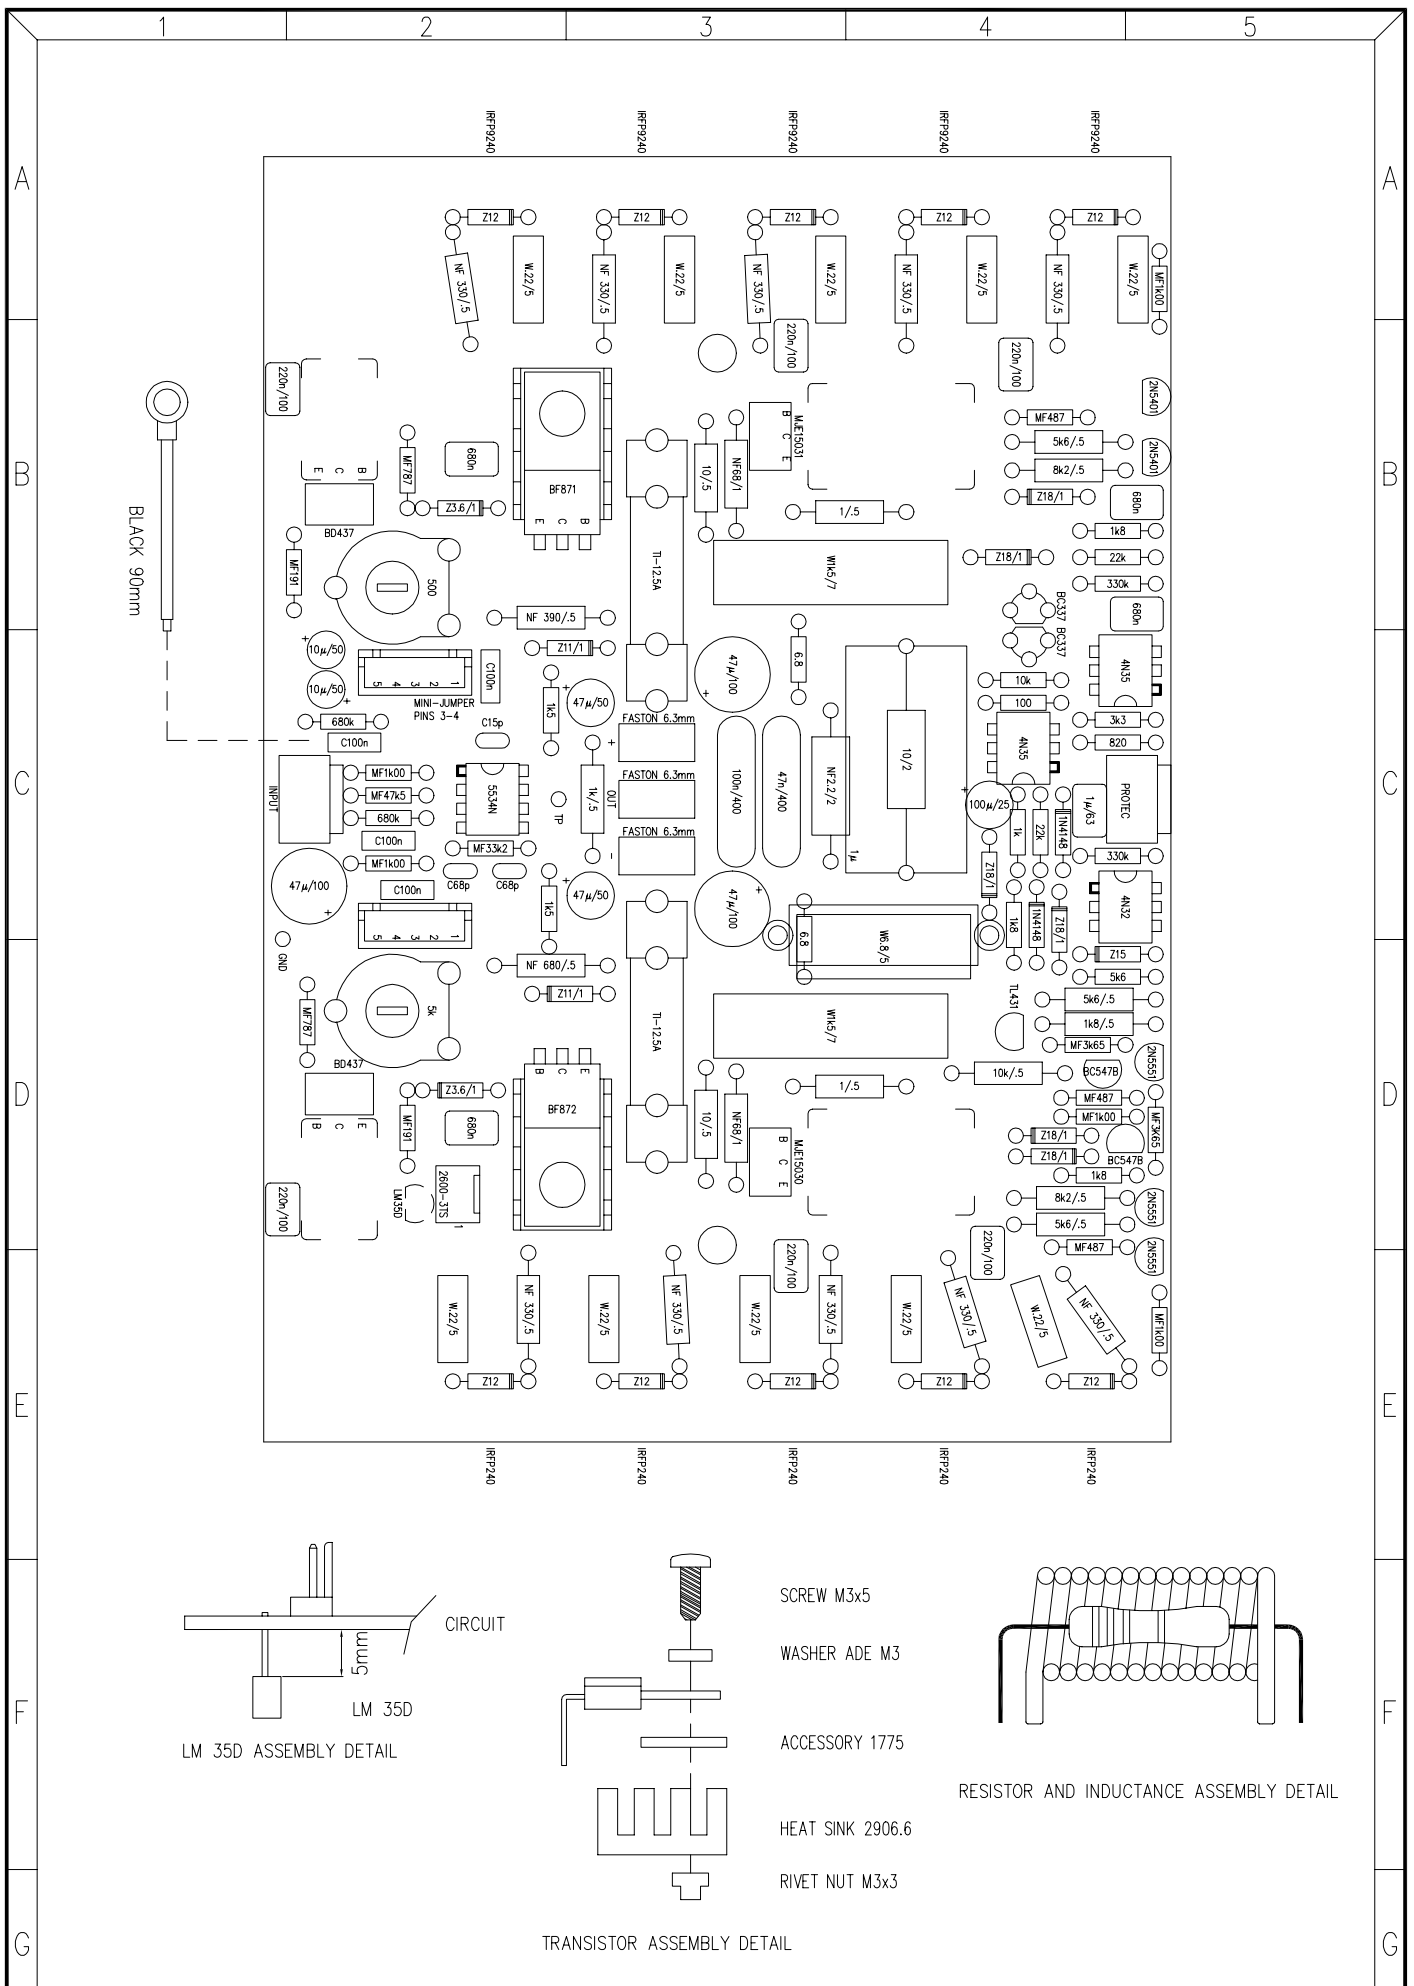 1 2 3 4 5
IRFP9240 IRFP9240 IRFP9240 IRFP9240 IRFP9240
A A
Z12 Z12 Z12 Z12 Z12
NF 330/.5 W.22/5 NF 330/.5 W.22/5 NF 330/.5 W.22/5 NF 330/.5 W.22/5 NF 330/.5 W.22/5 MF1k00
220n/100 220n/100
220n/100
2N5401
MF487
MJE15031
B C E
5k6/.5
2N5401
B B
E C B
MF787
680n
10/.5
NF68/1
8k2/.5
BF871
Z18/1
680n
Z3.6/1
1/.5
E C B
BD437
1k8
TI-12.5A
W1k5/7
Z18/1
22k
MF191
500
330k
BLACK 90mm
NF 390/.5
BC337
BC337
680n
+
10µ/50
Z11/1
6.8
4N35
47µ/100
+
C100n
5 4 3 2 1
10k
10µ/50
+
MINI-JUMPER
PINS 3-4
1k5
+
47µ/50
100
680k
C15p
FASTON 6.3mm
3k3
C100n
+
4N35
820
10/2
C C
MF1k00
NF2.2/2
INPUT
MF47k5
5534N
TP
1k/.5
OUT
FASTON 6.3mm
100n/400
47n/400
+
100µ/25
1µ/63
PROTEC
680k
1k
22k
1N4148
C100n
FASTON 6.3mm
MF33k2
-
1µ
330k
MF1k00
47µ/100
+
C100n
C68p C68p
1k5
+
47µ/50
47µ/100
+
Z18/1
4N32
1k8
1N4148
Z18/1
5 4 3 2 1
GND
6.8
W6.8/5
NF 680/.5
Z15
5k6
Z11/1
TL431
5k6/.5
MF787
5k
TI-12.5A
W1k5/7
1k8/.5
MF3k65
BD437
B C E
2N5551
10k/.5
BC547B
Z3.6/1
1/.5
D D
MF487
BF872
B C E
MF191
680n
10/.5
NF68/1
MF1k00
MF3K65
Z18/1
MJE15030
B C E
Z18/1
BC547B
1k8
220n/100
LM35D
2600-3TS
1
8k2/.5
2N5551
5k6/.5
220n/100
220n/100
MF487
2N5551
W.22/5 NF 330/.5 W.22/5 NF 330/.5 W.22/5 NF 330/.5 W.22/5 NF 330/.5 W.22/5 NF 330/.5 MF1k00
Z12 Z12 Z12 Z12 Z12
E E
IRFP240 IRFP240 IRFP240 IRFP240 IRFP240
SCREW M3x5
CIRCUIT
5mm
WASHER ADE M3
F F
LM 35D
ACCESSORY 1775
LM 35D ASSEMBLY DETAIL
RESISTOR AND INDUCTANCE ASSEMBLY DETAIL
HEAT SINK 2906.6
RIVET NUT M3x3
TRANSISTOR ASSEMBLY DETAIL
G G